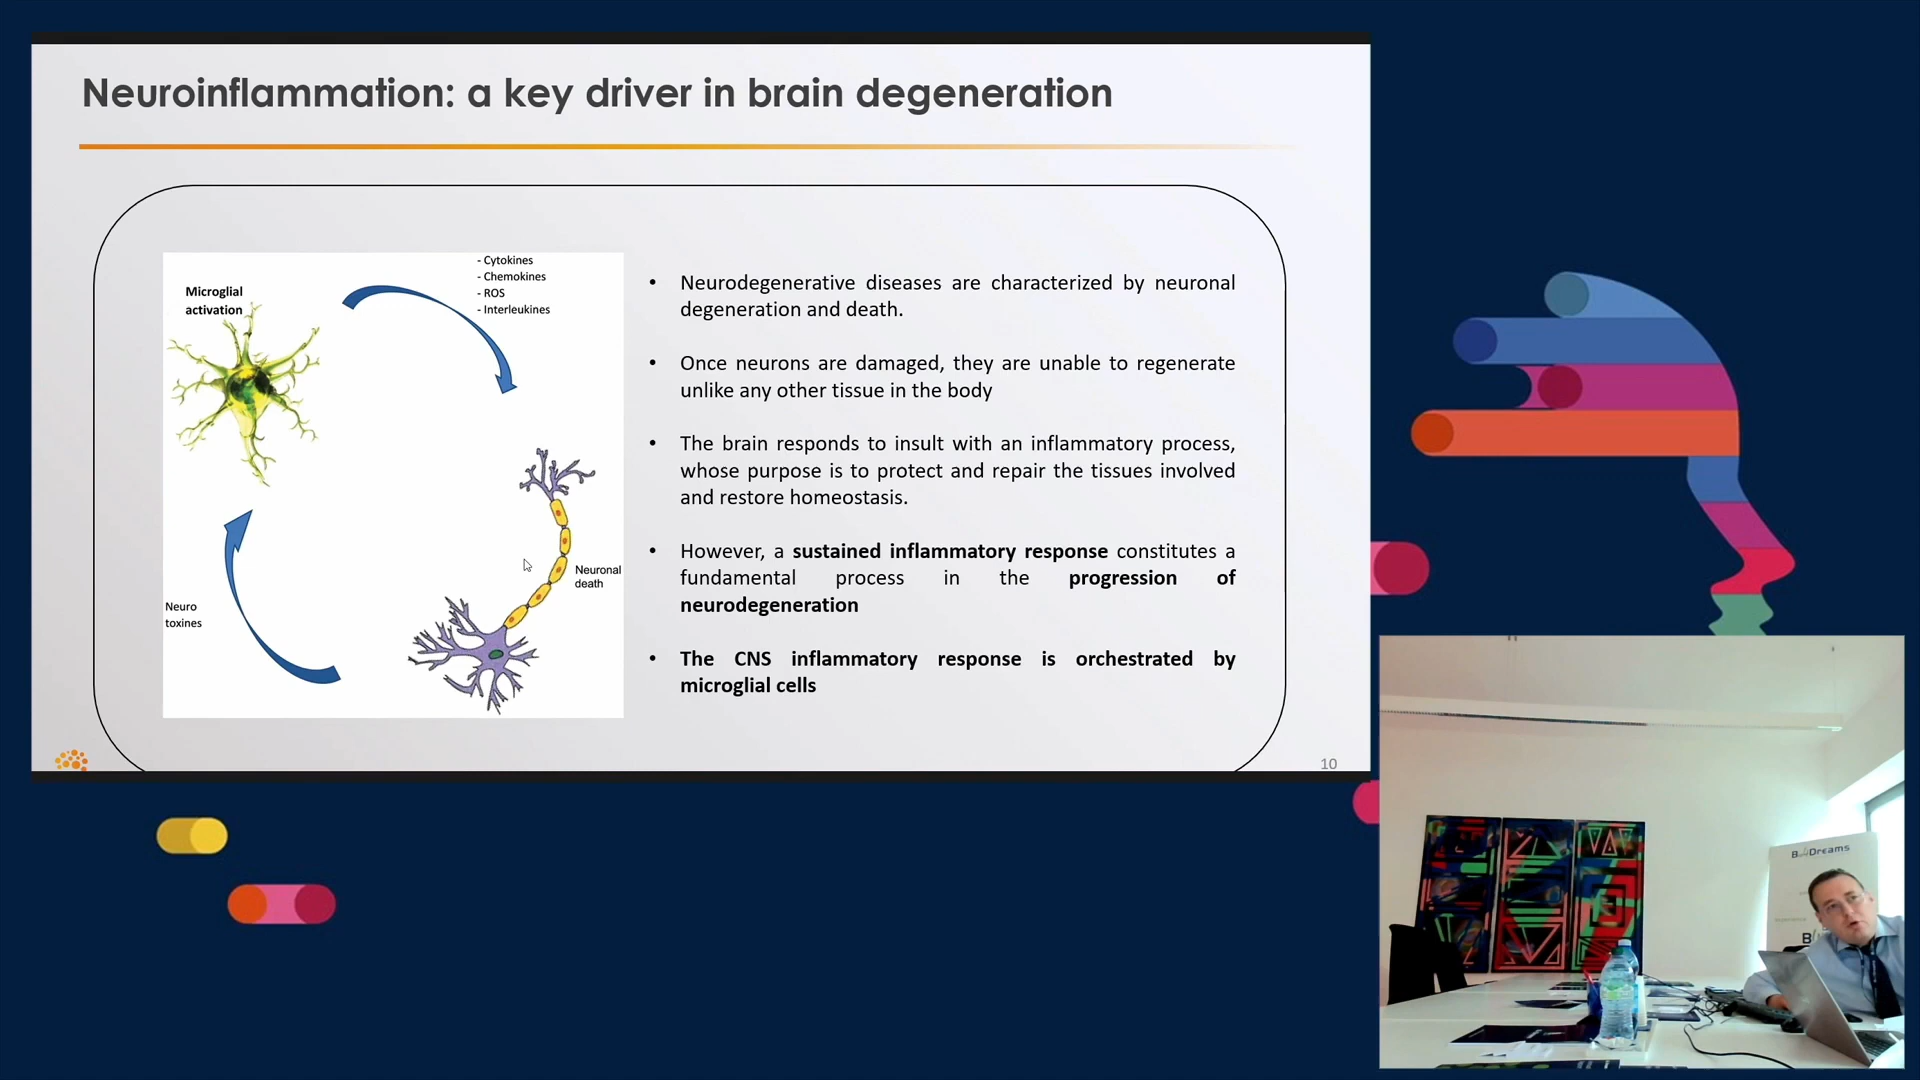 Neuroinflammation: a key driver in brain degeneration
Microglial
activation
- Cytokines
- Chemokines
- ROS
- Interleukines
Neuronal
death
Neuro
toxines
• Neurodegenerative diseases are characterized by neuronal
degeneration and death.
• Once neurons are damaged, they are unable to regenerate
unlike any other tissue in the body
• The brain responds to insult with an inflammatory process,
whose purpose is to protect and repair the tissues involved
and restore homeostasis.
• However, a sustained inflammatory response constitutes a
fundamental process in the progression of
neurodegeneration
• The CNS inflammatory response is orchestrated by
microglial cells
10